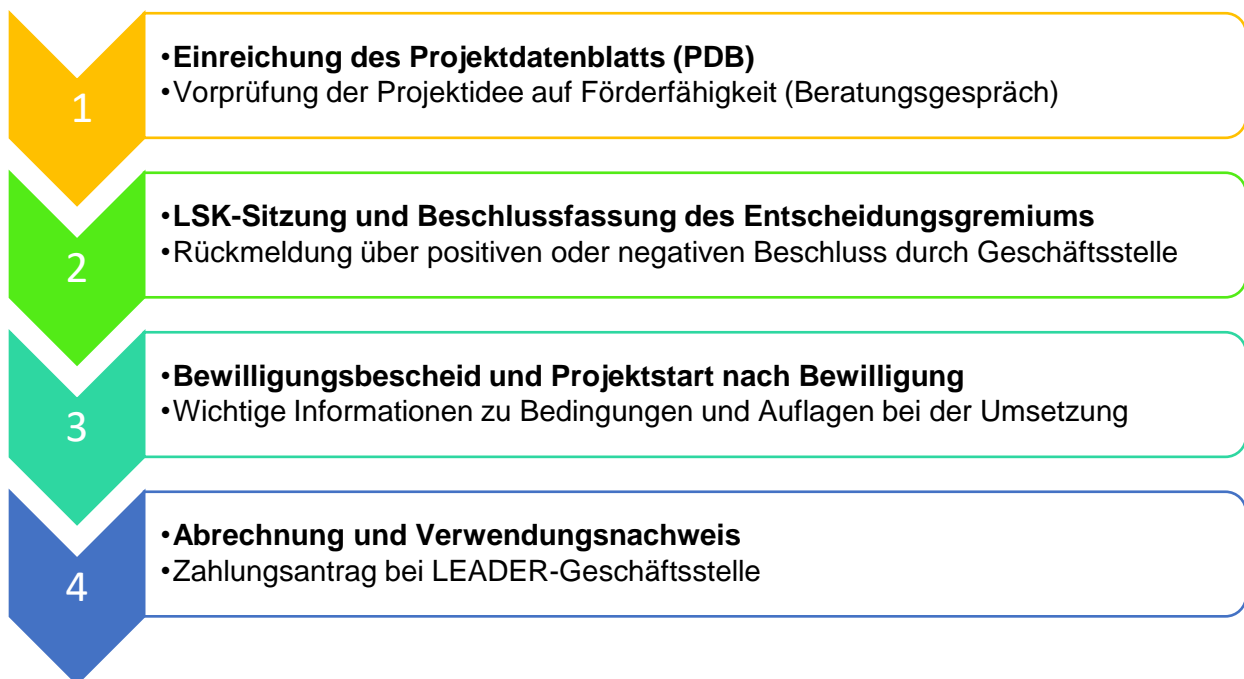 1
•Einreichung des Projektdatenblatts (PDB)
•Vorprüfung der Projektidee auf Förderfähigkeit (Beratungsgespräch)
2
•LSK-Sitzung und Beschlussfassung des Entscheidungsgremiums
•Rückmeldung über positiven oder negativen Beschluss durch Geschäftsstelle
3
•Bewilligungsbescheid und Projektstart nach Bewilligung
•Wichtige Informationen zu Bedingungen und Auflagen bei der Umsetzung
4
•Abrechnung und Verwendungsnachweis
•Zahlungsantrag bei LEADER-Geschäftsstelle